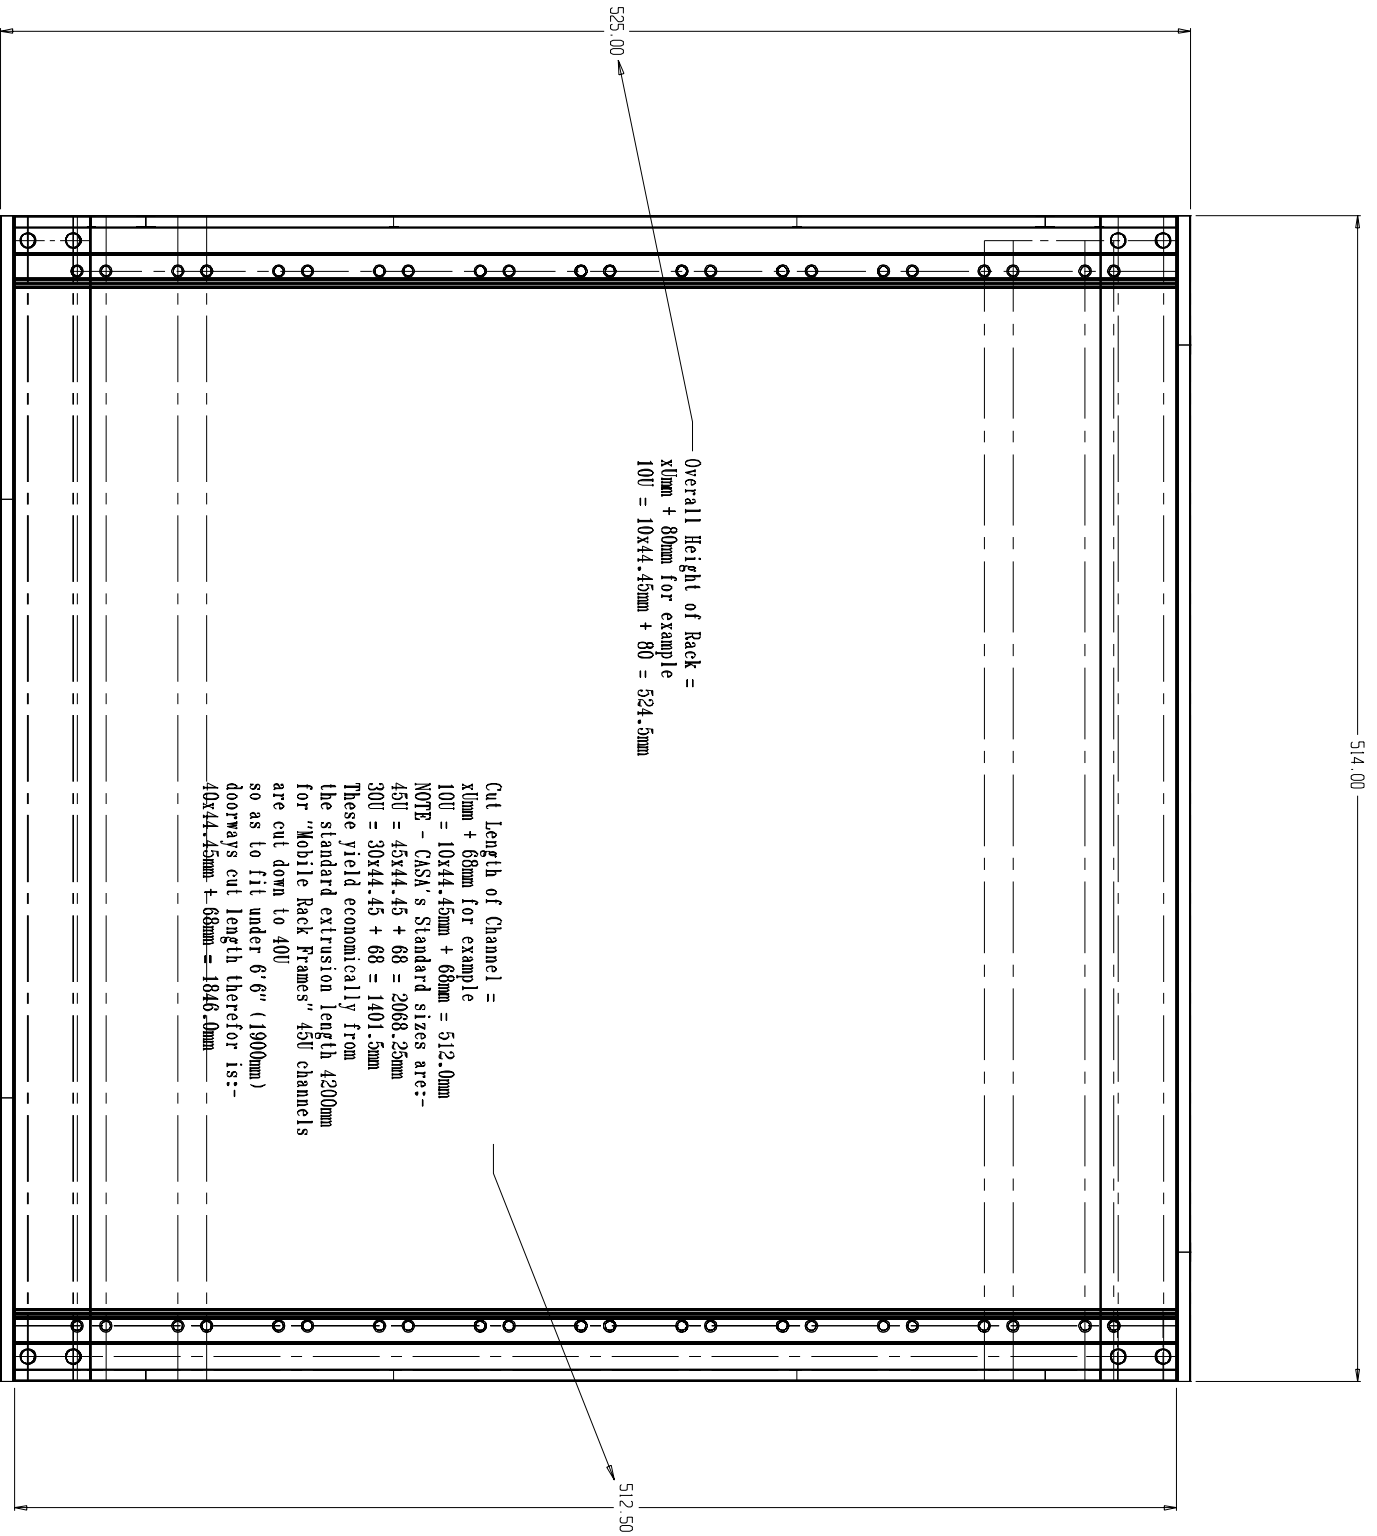 525.00
514.00
Overall Height of Rack =
xUmm + 80mm for example
10U = 10x44.45mm + 80 = 524.5mm
Cut Length of Channel =
xUmm + 68mm for example
10U = 10x44.45mm + 68mm = 512.0mm
NOTE - CASA's Standard sizes are:-
45U = 45x44.45 + 68 = 2068.25mm
30U = 30x44.45 + 68 = 1401.5mm
These yield economically from
the standard extrusion length 4200mm
for "Mobile Rack Frames" 45U channels
are cut down to 40U
so as to fit under 6'6" (1900mm)
doorways cut length therefor is:-
40x44.45mm + 68mm = 1846.0mm
512.50